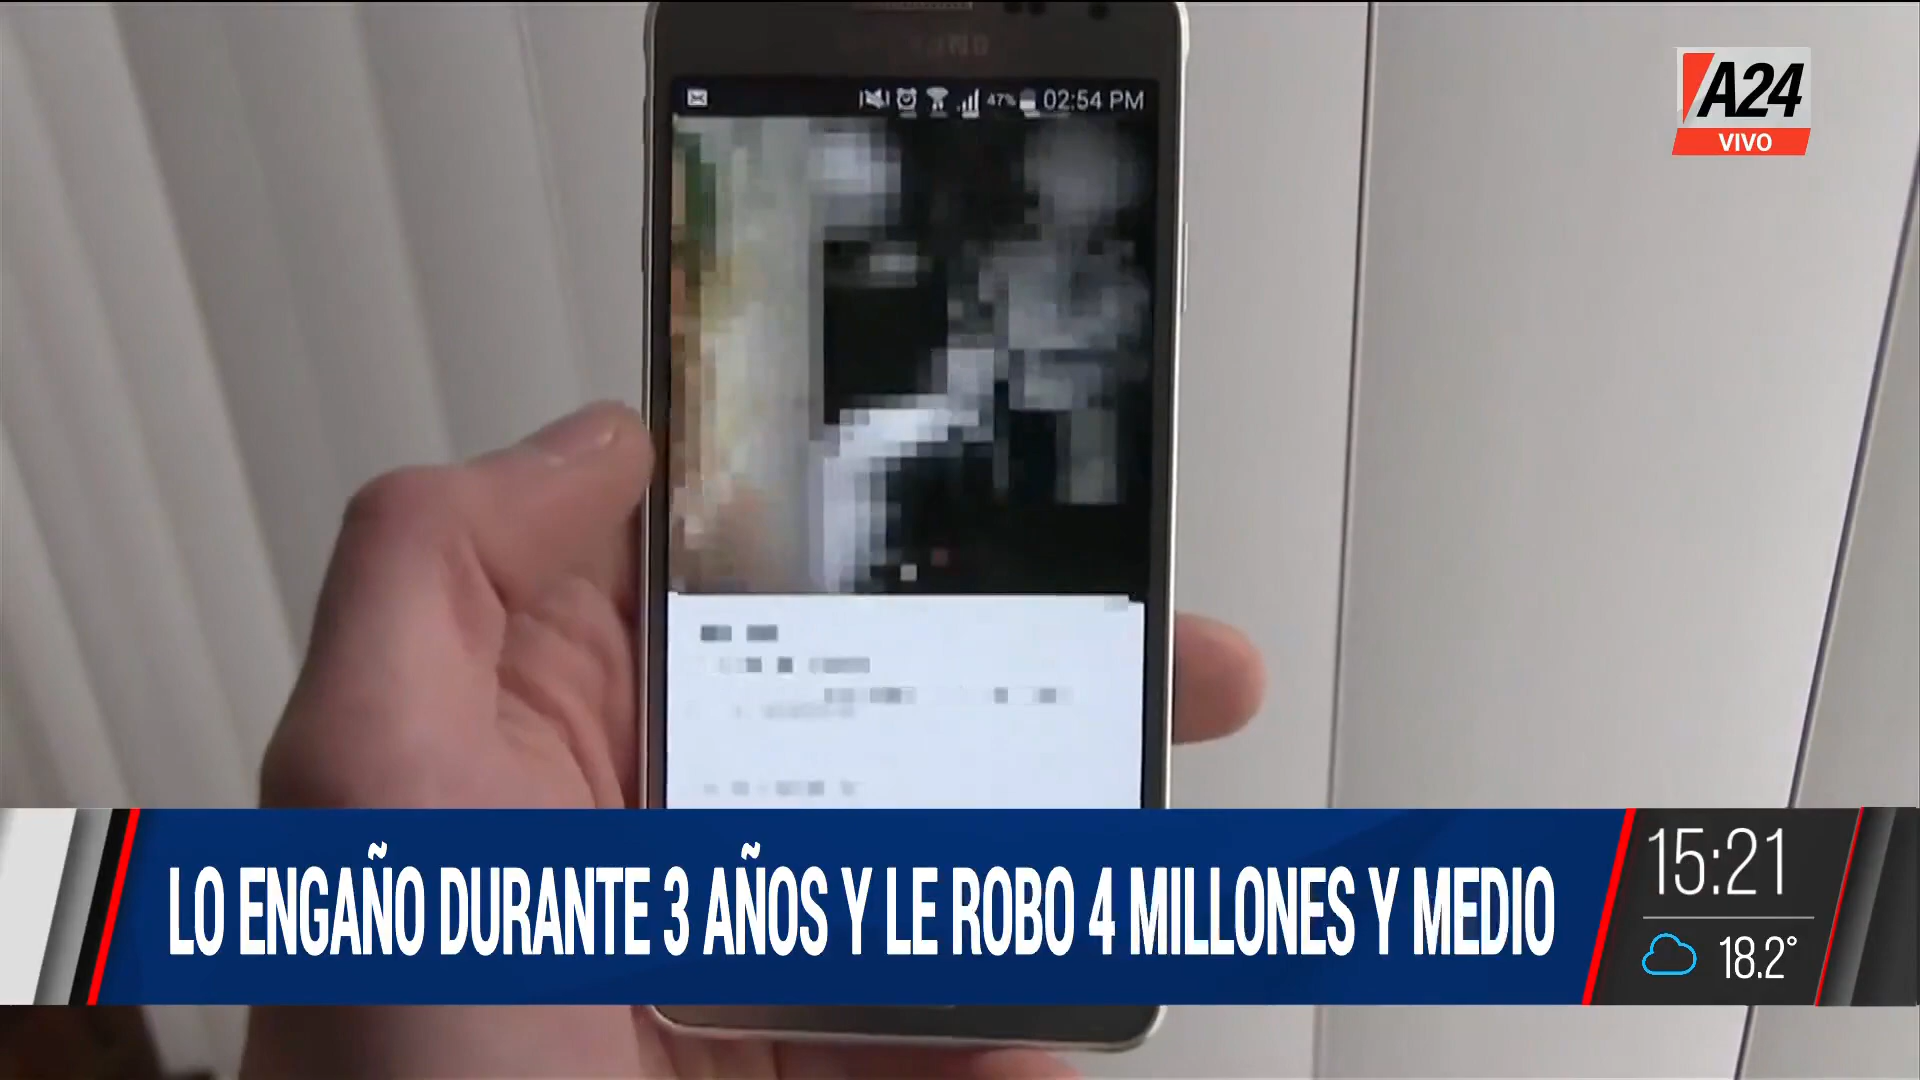 47% 02:54 PM
A24
VIVO
LO ENGAÑO DURANTE 3 AÑOS Y LE ROBO 4 MILLONES Y MEDIO
15:21
18.2°